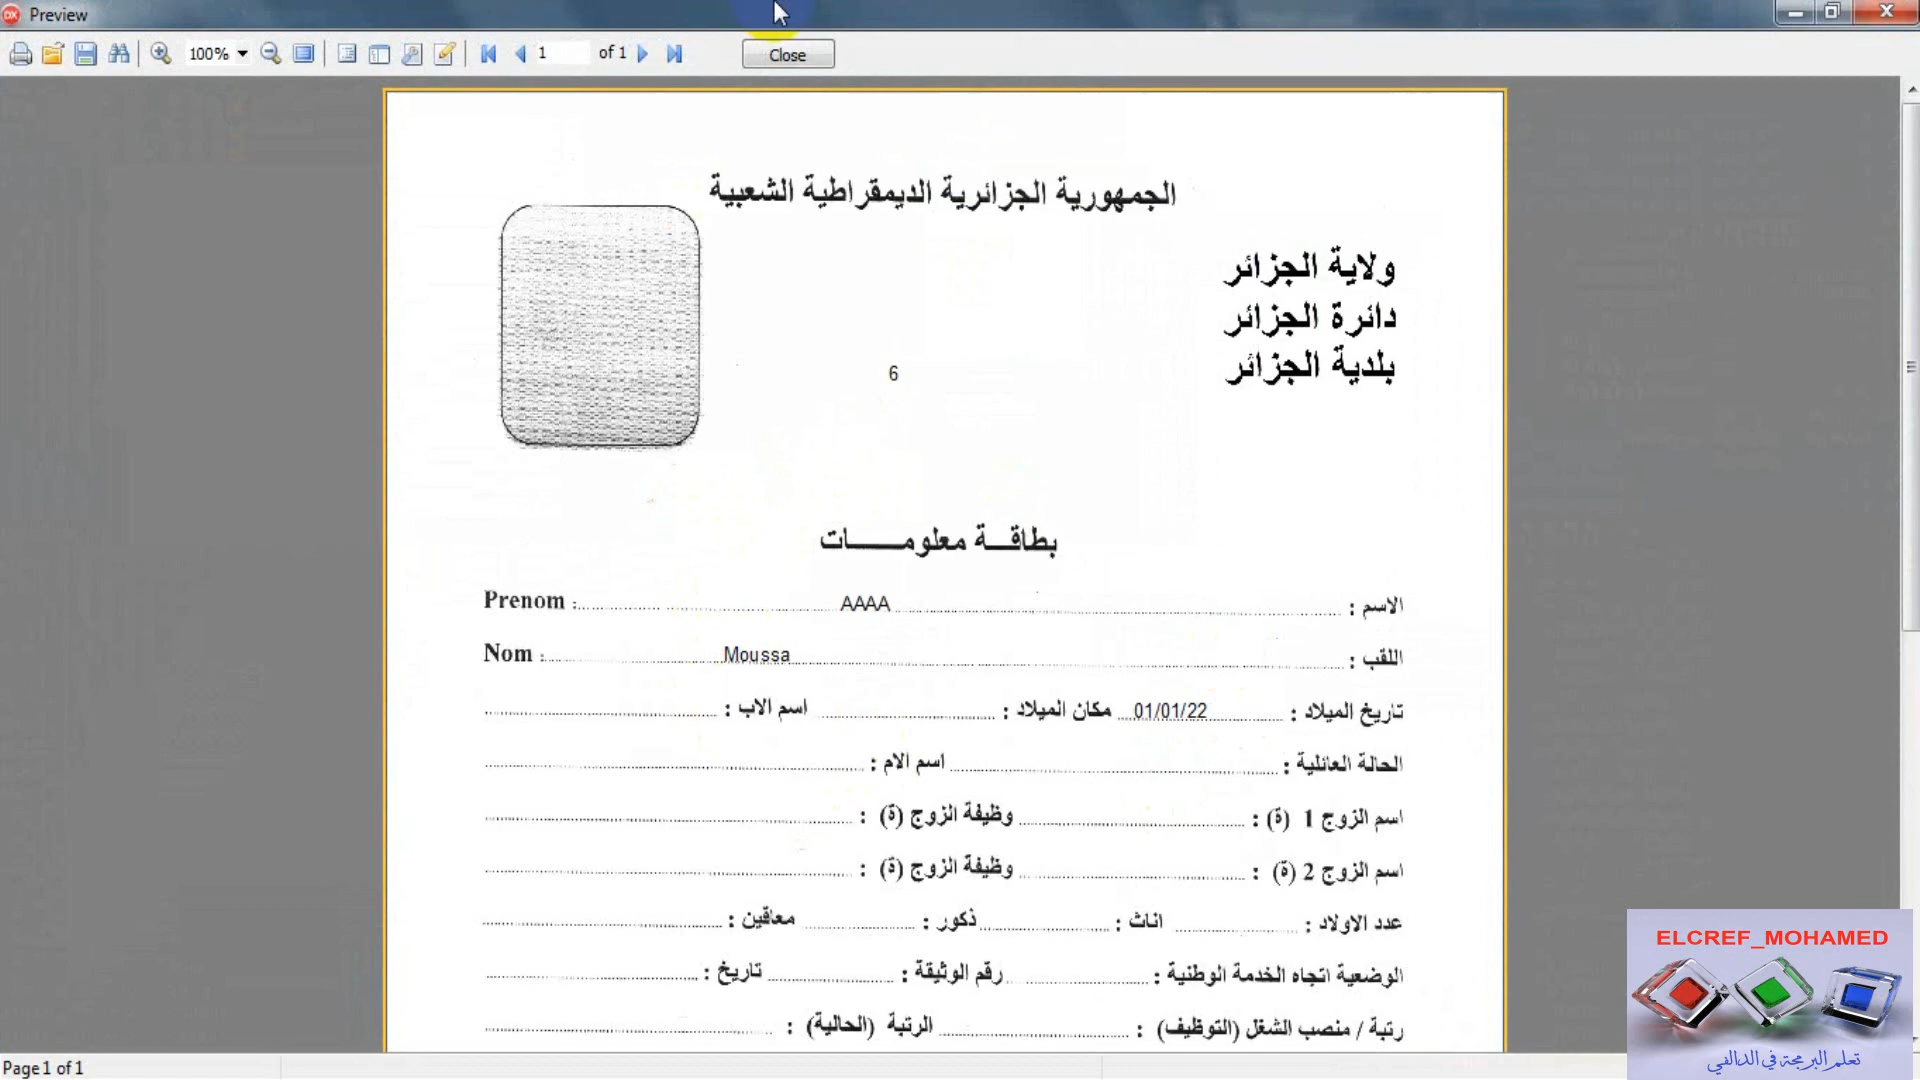 Preview
100% 1 of 1 Close
الجمهورية الجزائرية الديمقراطية الشعبية
ولاية الجزائر
دائرة الجزائر
بلدية الجزائر
6
بطاقـــة معلومـــــــات
الاسم : AAAA Prenom :
اللقب : Moussa Nom :
تاريخ الميلاد : 01/01/22 مكان الميلاد : اسم الاب :
الحالة العائلية : اسم الام :
اسم الزوج 1 (ة) : وظيفة الزوج (ة) :
اسم الزوج 2 (ة) : وظيفة الزوج (ة) :
عدد الاولاد : اناث : ذكور : معاقين :
الوضعية اتجاه الخدمة الوطنية : رقم الوثيقة : تاريخ :
رتبة / منصب الشغل (التوظيف) : الرتبة (الحالية) :
ELCREF_MOHAMED
تعلم البرمجة في الدالفي
Page 1 of 1